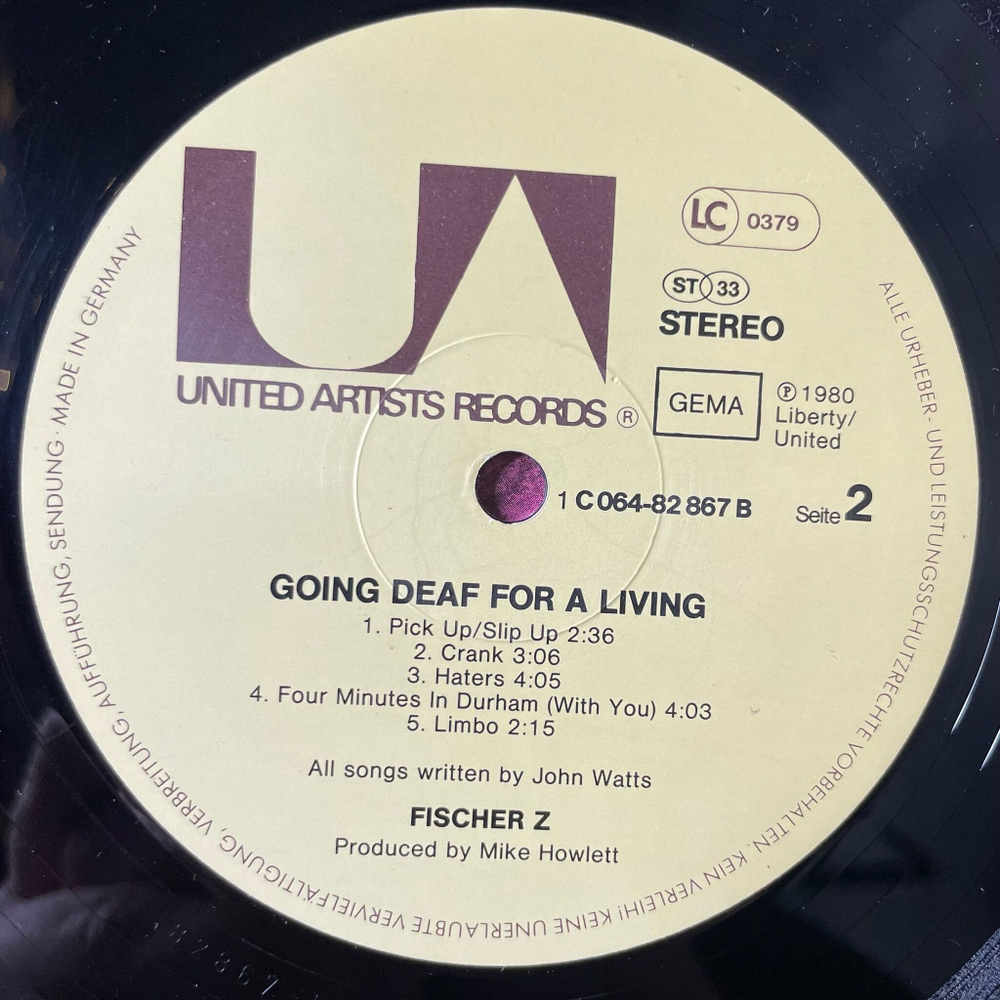 UA
UNITED ARTISTS RECORDS ®
LC 0379
ST 33
STEREO
GEMA
℗ 1980
Liberty/
United
1 C 064-82 867 B
Seite 2
GOING DEAF FOR A LIVING
1. Pick Up/Slip Up 2:36
2. Crank 3:06
3. Haters 4:05
4. Four Minutes In Durham (With You) 4:03
5. Limbo 2:15
All songs written by John Watts
FISCHER Z
Produced by Mike Howlett
ALLE URHEBER- UND LEISTUNGSSCHUTZRECHTE VORBEHALTEN. KEIN VERLEIH! KEINE UNERLAUBTE VERVIELFÄLTIGUNG, VERBREITUNG, AUFFÜHRUNG, SENDUNG · MADE IN GERMANY